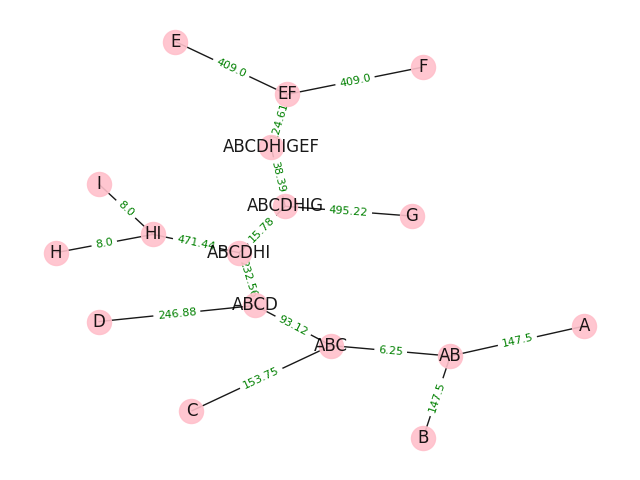 E
409.0
F
409.0
EF
24.61
ABCDHIGEF
38.39
I
ABCDHIG
495.22
G
8.0
15.78
HI
471.44
H
8.0
ABCDHI
232.56
ABCD
246.88
D
93.12
A
147.5
ABC
6.25
AB
153.75
147.5
C
B